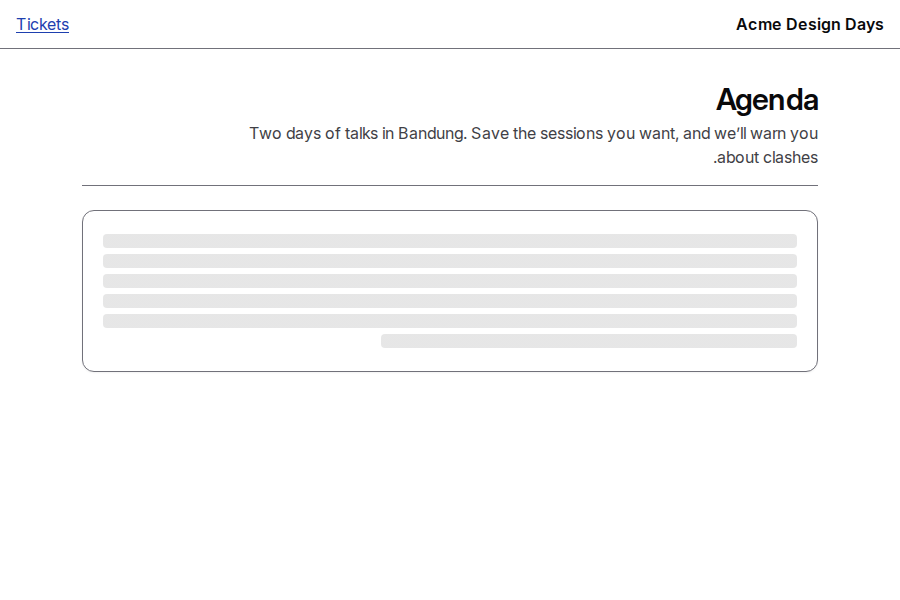 Acme Design Days
Tickets
Agenda
Two days of talks in Bandung. Save the sessions you want, and we'll warn you
.about clashes